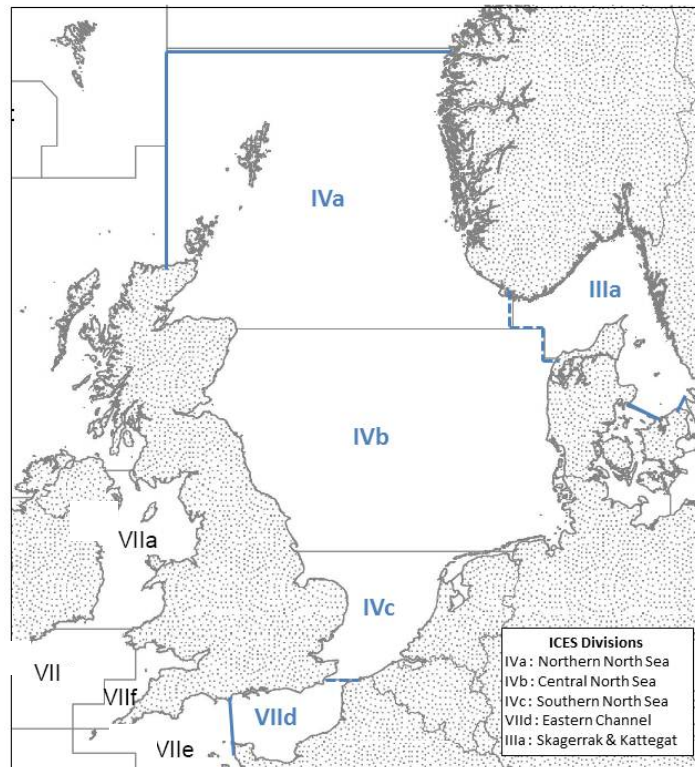 IVa
IIIa
IVb
VIIa
IVc
VII
VIIf
VIId
VIIe
ICES Divisions
IVa : Northern North Sea
IVb : Central North Sea
IVc : Southern North Sea
VIId : Eastern Channel
IIIa : Skagerrak & Kattegat